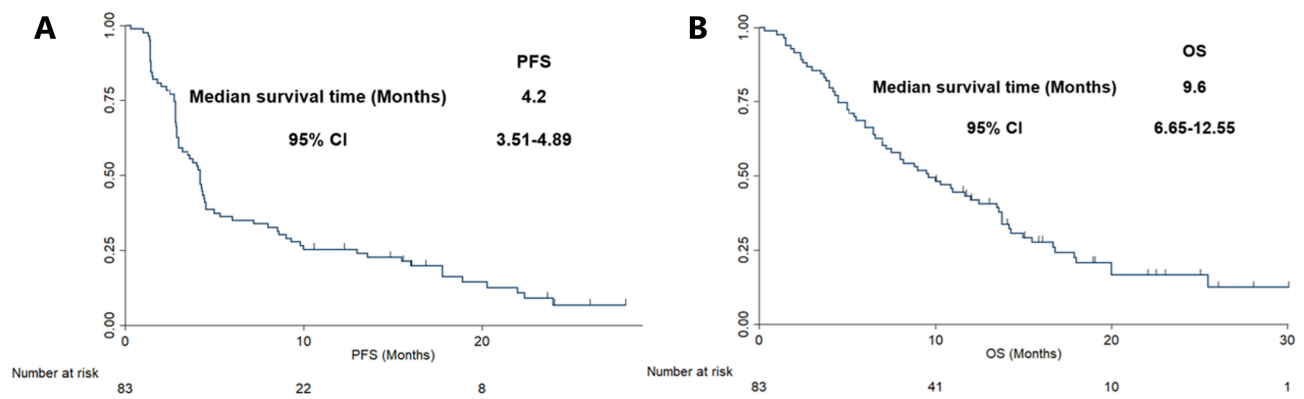 A
1.00
0.75
0.50
0.25
0.00
PFS
Median survival time (Months) 4.2
95% CI 3.51-4.89
0 10 20
PFS (Months)
Number at risk
83 22 8
B
1.00
0.75
0.50
0.25
0.00
OS
Median survival time (Months) 9.6
95% CI 6.65-12.55
0 10 20 30
OS (Months)
Number at risk
83 41 10 1